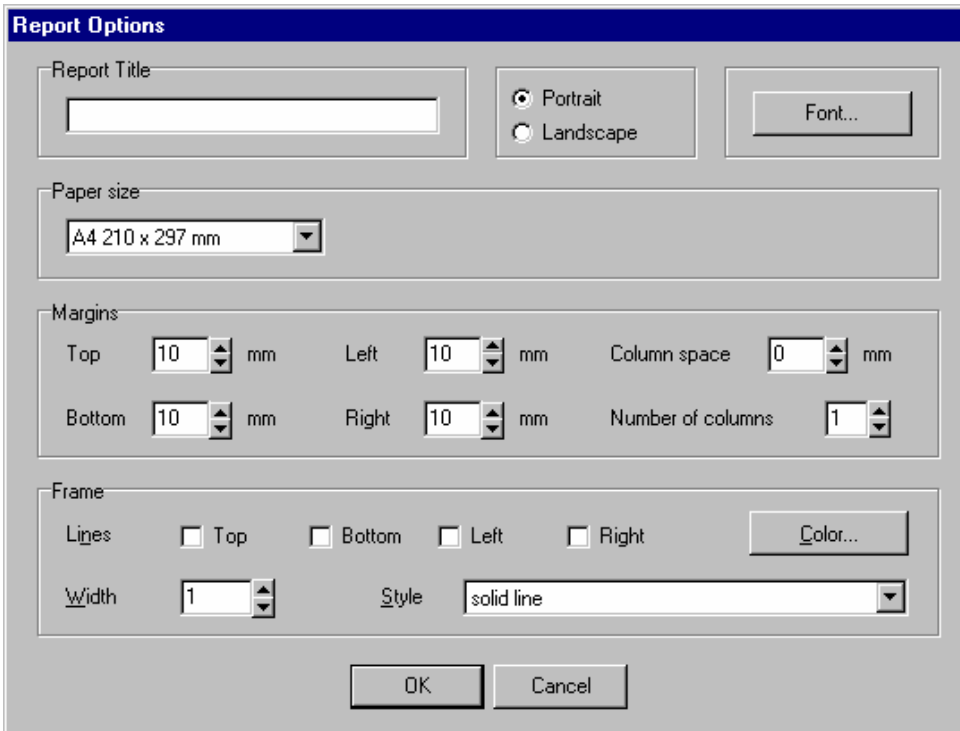 Report Options
Report Title
Portrait
Landscape
Font...
Paper size
A4 210 x 297 mm
Margins
Top 10 mm Left 10 mm Column space 0 mm
Bottom 10 mm Right 10 mm Number of columns 1
Frame
Lines Top Bottom Left Right Color...
Width 1 Style solid line
OK Cancel